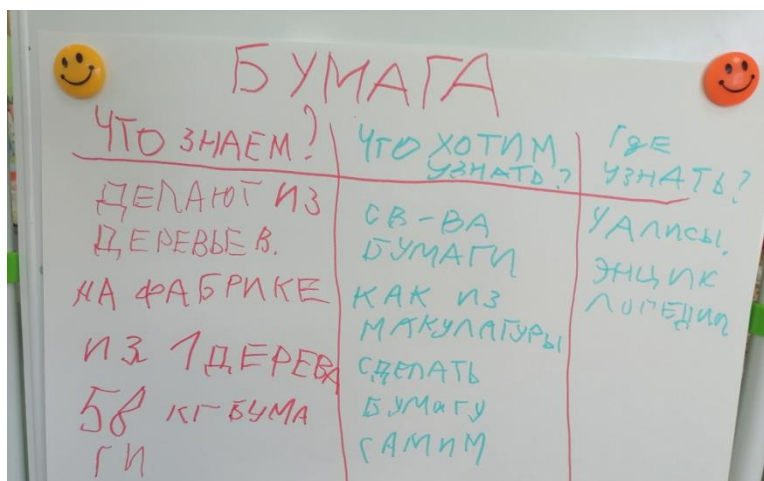 БУМАГА
ЧТО ЗНАЕМ?
ДЕЛАЮТ ИЗ
ДЕРЕВЬЕВ.
НА ФАБРИКЕ
ИЗ 1 ДЕРЕВА
58 КГ БУМА
ГИ
ЧТО ХОТИМ
УЗНАТЬ?
СВ-ВА
БУМАГИ
КАК ИЗ
МАКУЛАТУРЫ
СДЕЛАТЬ
БУМАГУ
САМИМ
ГДЕ
УЗНАТЬ?
У АЛИСЫ.
ЭНЦИК
ЛОПЕДИЯ